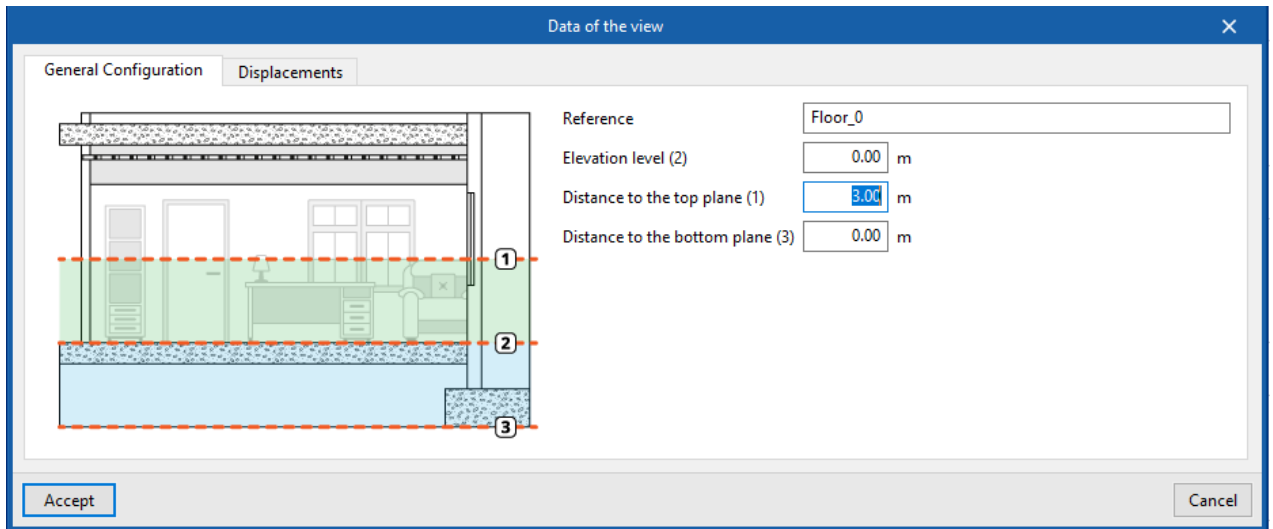 Data of the view
General Configuration Displacements
Reference Floor_0
Elevation level (2) 0.00 m
Distance to the top plane (1) 3.00 m
Distance to the bottom plane (3) 0.00 m
1
2
3
Accept Cancel